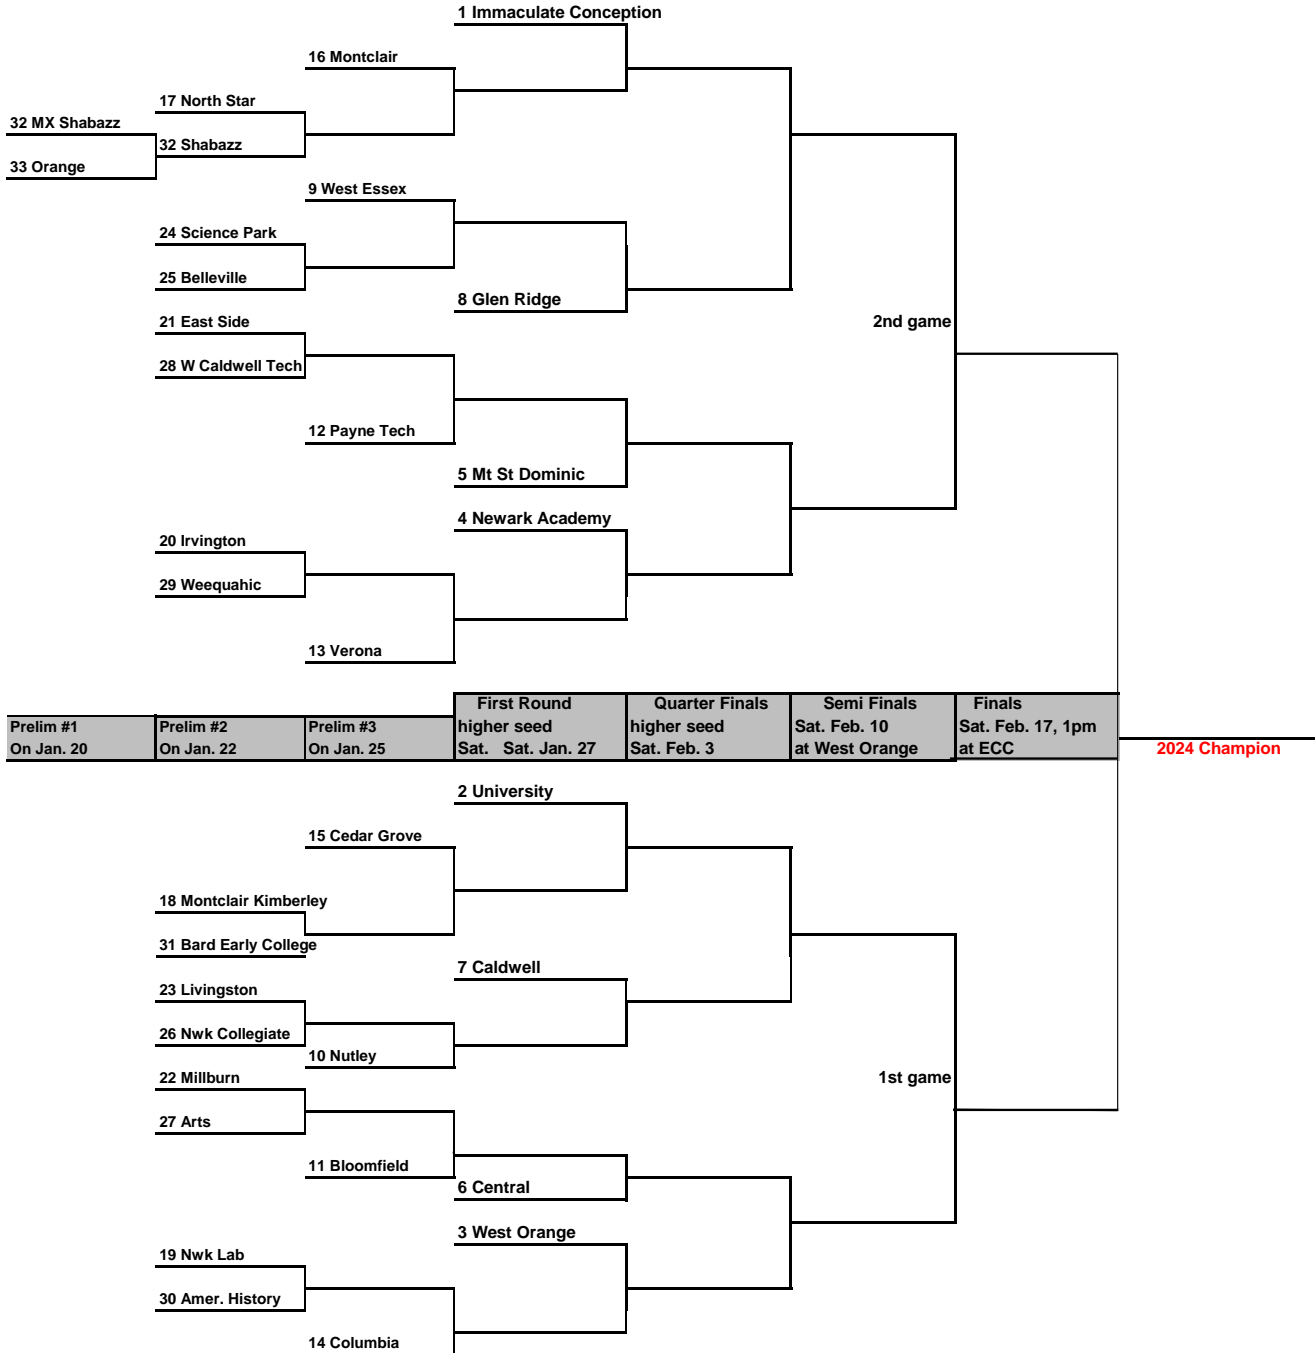 1 Immaculate Conception
16 Montclair
17 North Star
32 MX Shabazz
32 Shabazz
33 Orange
9 West Essex
24 Science Park
25 Belleville
8 Glen Ridge
21 East Side
2nd game
28 W Caldwell Tech
12 Payne Tech
5 Mt St Dominic
4 Newark Academy
20 Irvington
29 Weequahic
13 Verona
Prelim #1
On Jan. 20
Prelim #2
On Jan. 22
Prelim #3
On Jan. 25
First Round
higher seed
Sat. Sat. Jan. 27
Quarter Finals
higher seed
Sat. Feb. 3
Semi Finals
Sat. Feb. 10
at West Orange
Finals
Sat. Feb. 17, 1pm
at ECC
2024 Champion
2 University
15 Cedar Grove
18 Montclair Kimberley
31 Bard Early College
7 Caldwell
23 Livingston
26 Nwk Collegiate
10 Nutley
22 Millburn
1st game
27 Arts
11 Bloomfield
6 Central
3 West Orange
19 Nwk Lab
30 Amer. History
14 Columbia